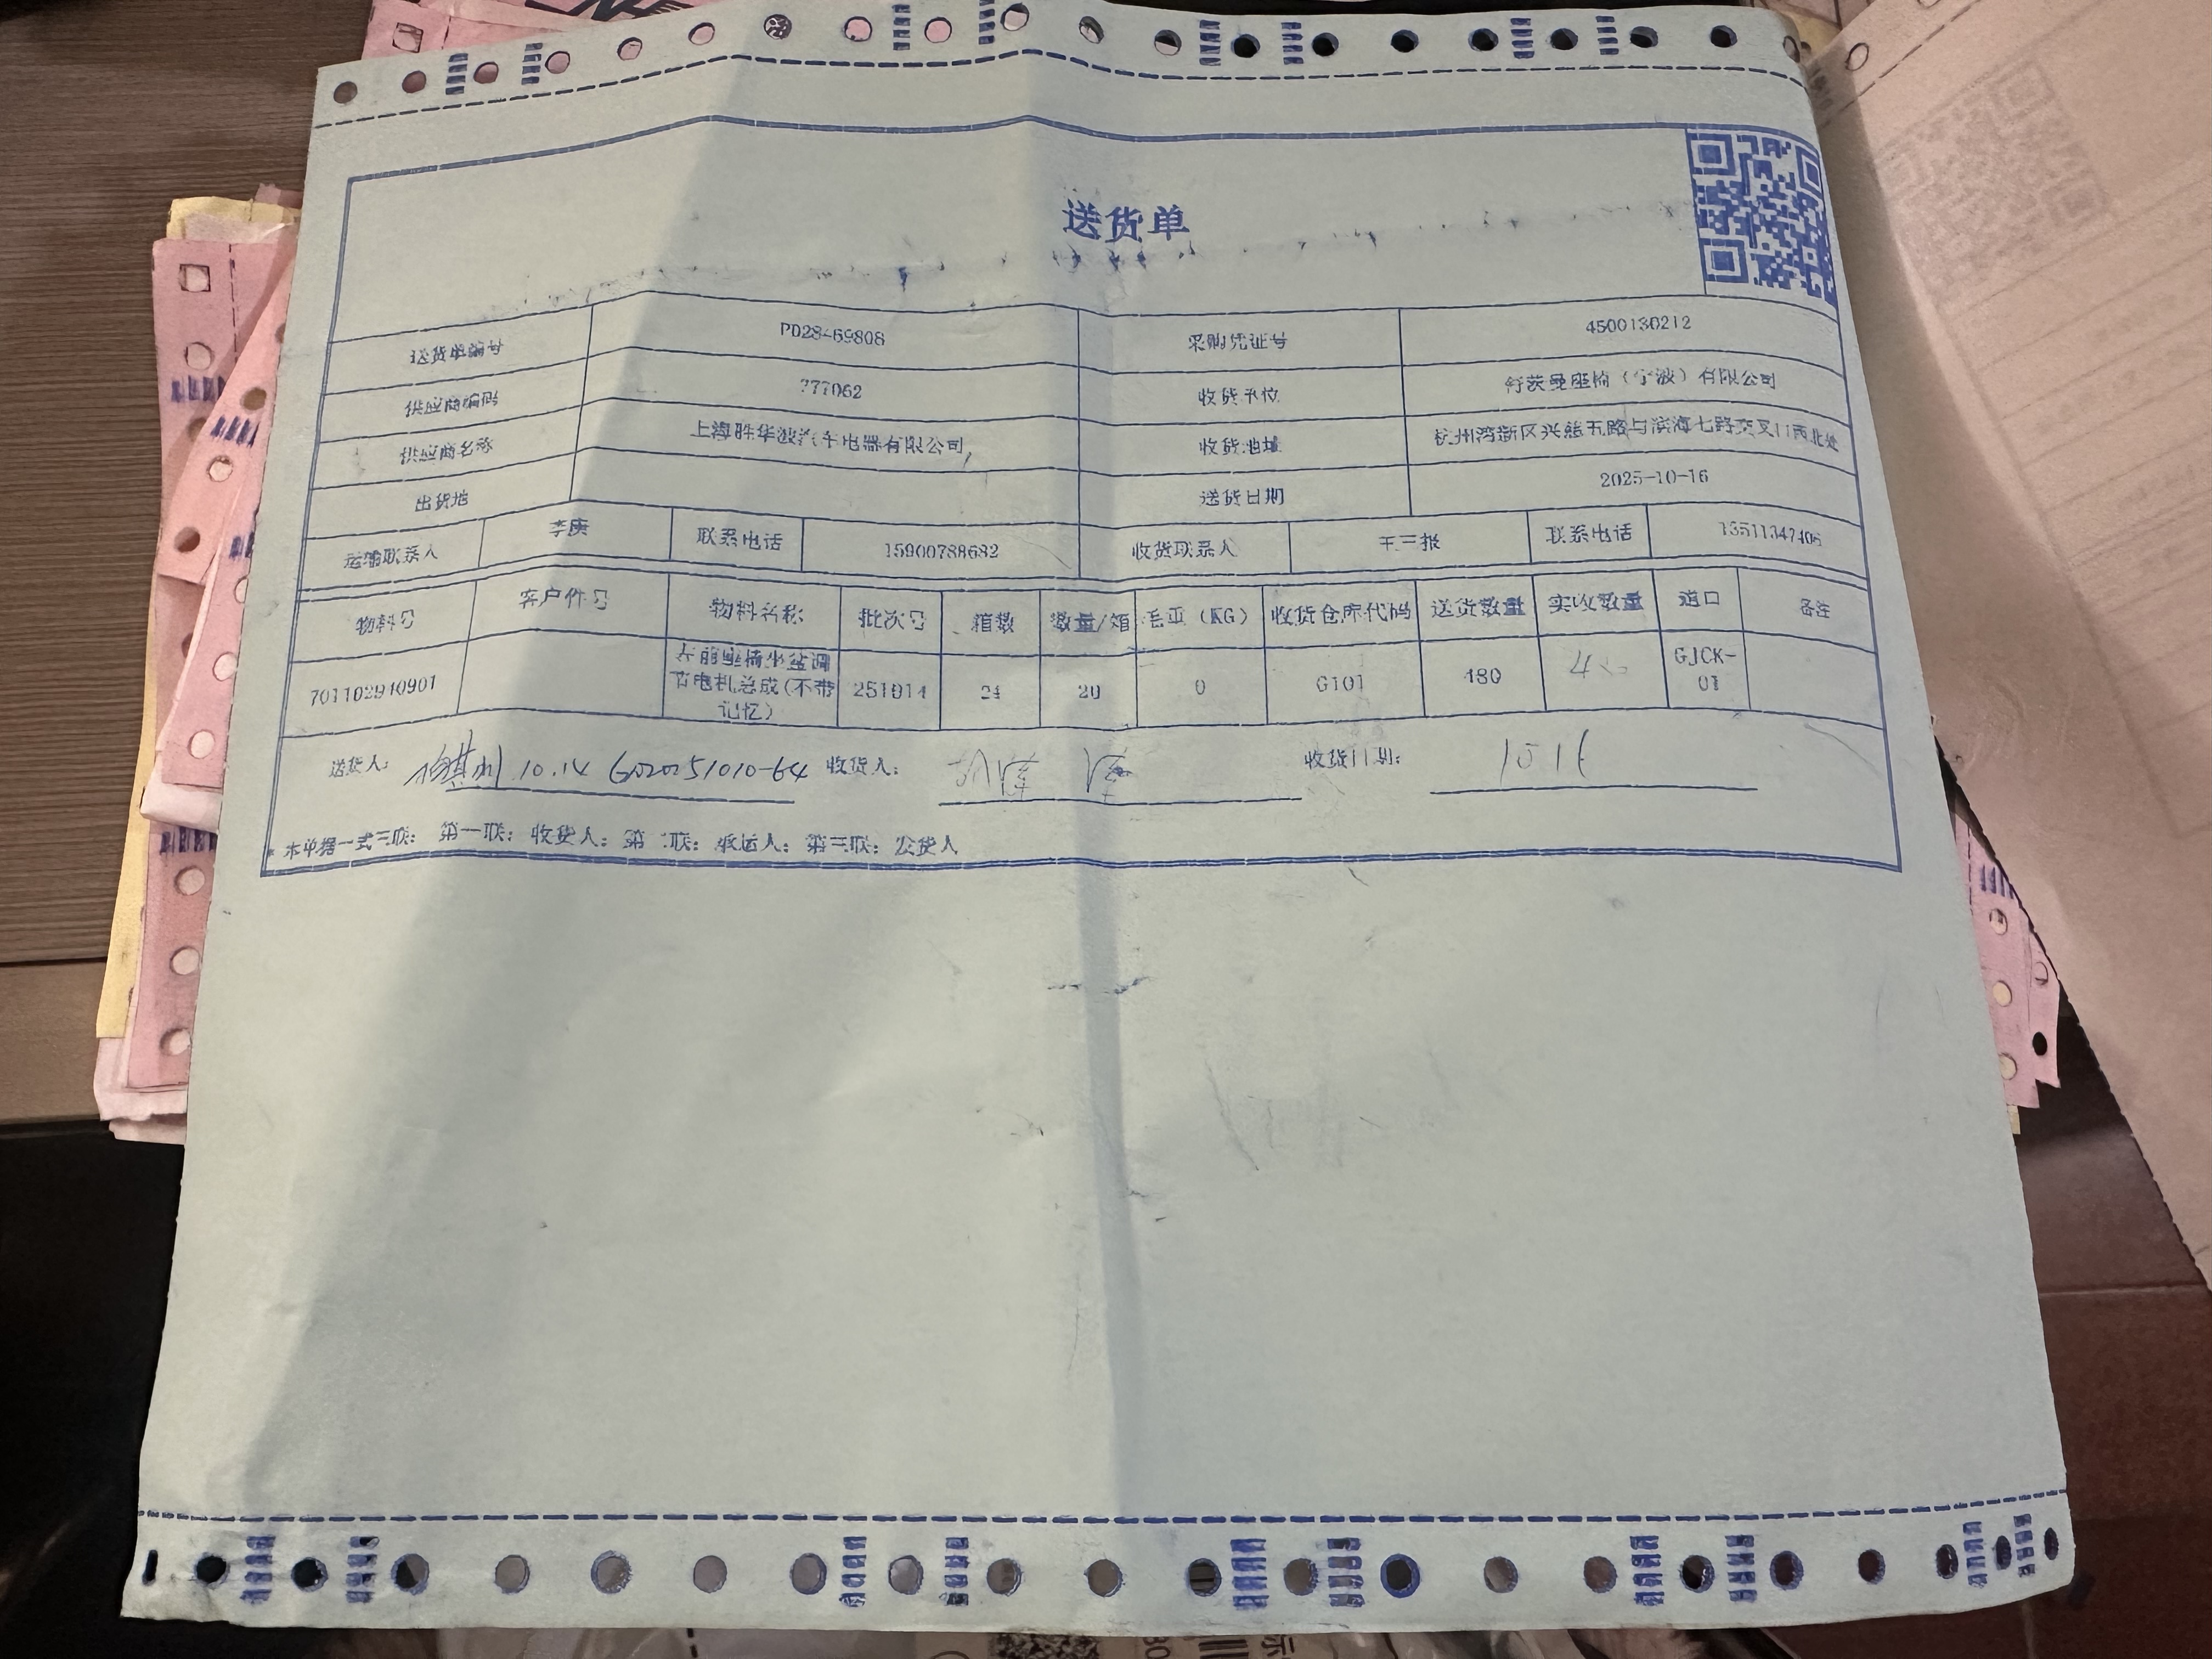 送货单
送货单编号 PD28469808 采购凭证号 4500130212
供应商编码 777062 收货单位 舒茨曼座椅（宁波）有限公司
供应商名称 上海胜华波汽车电器有限公司 收货地址 杭州湾新区兴慈五路与滨海七路交叉口西北处
出货地 送货日期 2025-10-16
运输联系人 李庚 联系电话 15900788682 收货联系人 联系电话
物料号 客户件号 物料名称 批次号 箱数 数量/箱 毛重（KG） 收货仓库代码 送货数量 实收数量 道口 备注
701102910901 前座椅坐盆调节电机总成(不带记忆) 251014 24 20 0 G101 480 GJCK-01
送货人： 10.14 G020251010-64 收货人： 收货日期： 10 16
* 本单据一式三联： 第一联：收货人； 第二联：承运人； 第三联：发货人